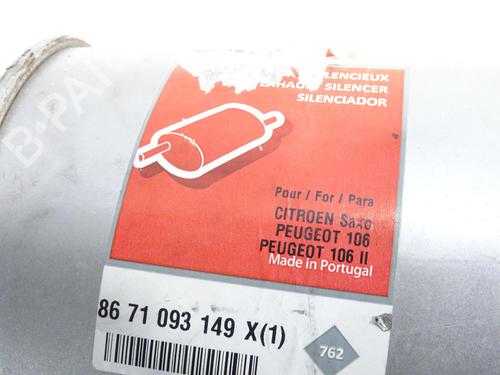 B-PARTS
SILENCIEUX
EXHAUST SILENCER
SILENCIADOR
Pour / For / Para
CITROEN Saxo
PEUGEOT 106
PEUGEOT 106 II
Made in Portugal
86 71 093 149 X(1)
762